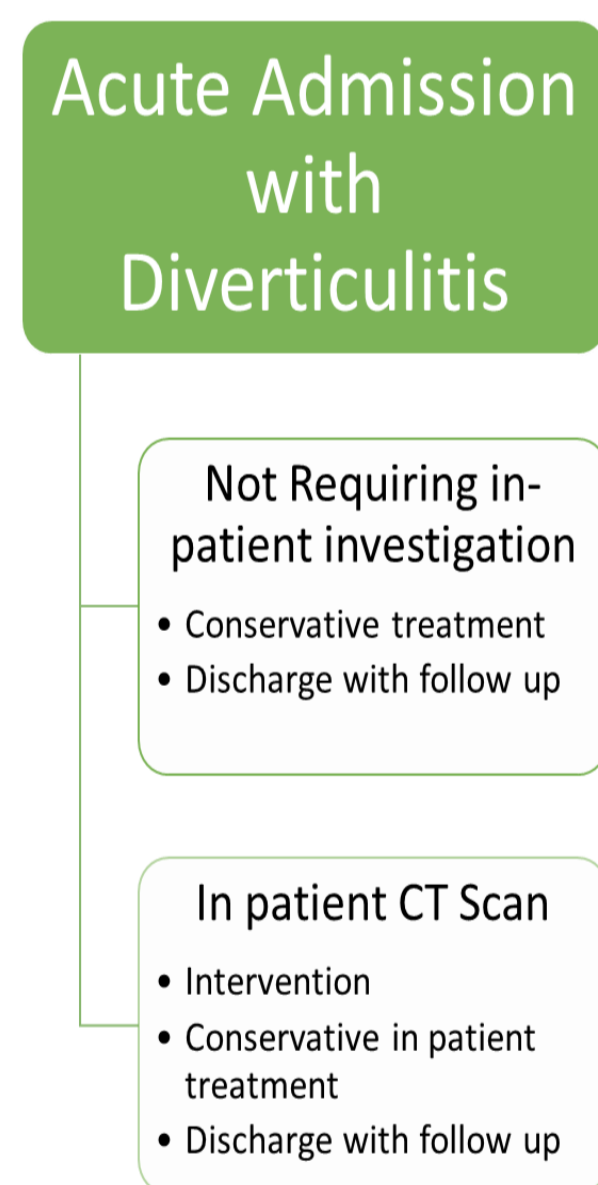 Acute Admission
with
Diverticulitis
Not Requiring in-
patient investigation
• Conservative treatment
• Discharge with follow up
In patient CT Scan
• Intervention
• Conservative in patient
treatment
• Discharge with follow up